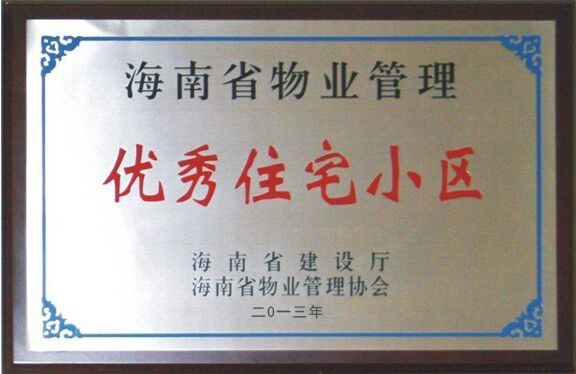 海南省物业管理
优秀住宅小区
海南省建设厅
海南省物业管理协会
二0一三年